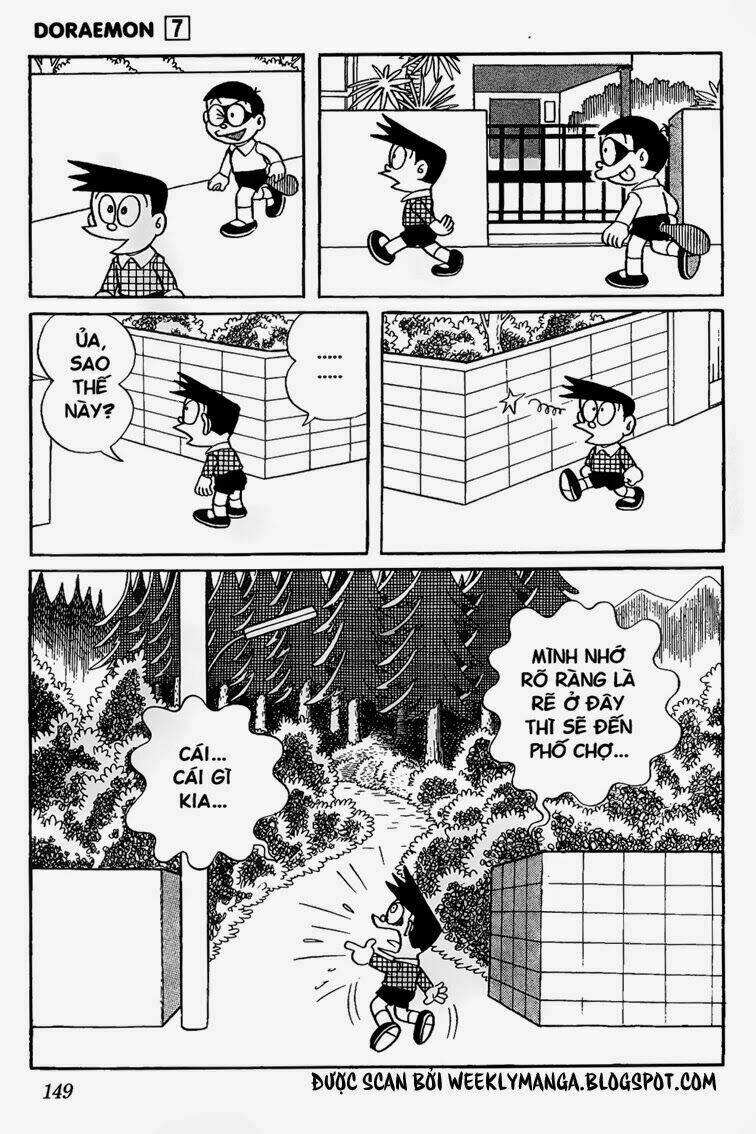 DORAEMON 7
ỦA,
SAO
THẾ
NÀY?
......
......
MÌNH NHỚ
RÕ RÀNG LÀ
RẼ Ở ĐÂY
THÌ SẼ ĐẾN
PHỐ CHỢ...
CÁI...
CÁI GÌ
KIA...
149
ĐƯỢC SCAN BỞI WEEKLYMANGA.BLOGSPOT.COM